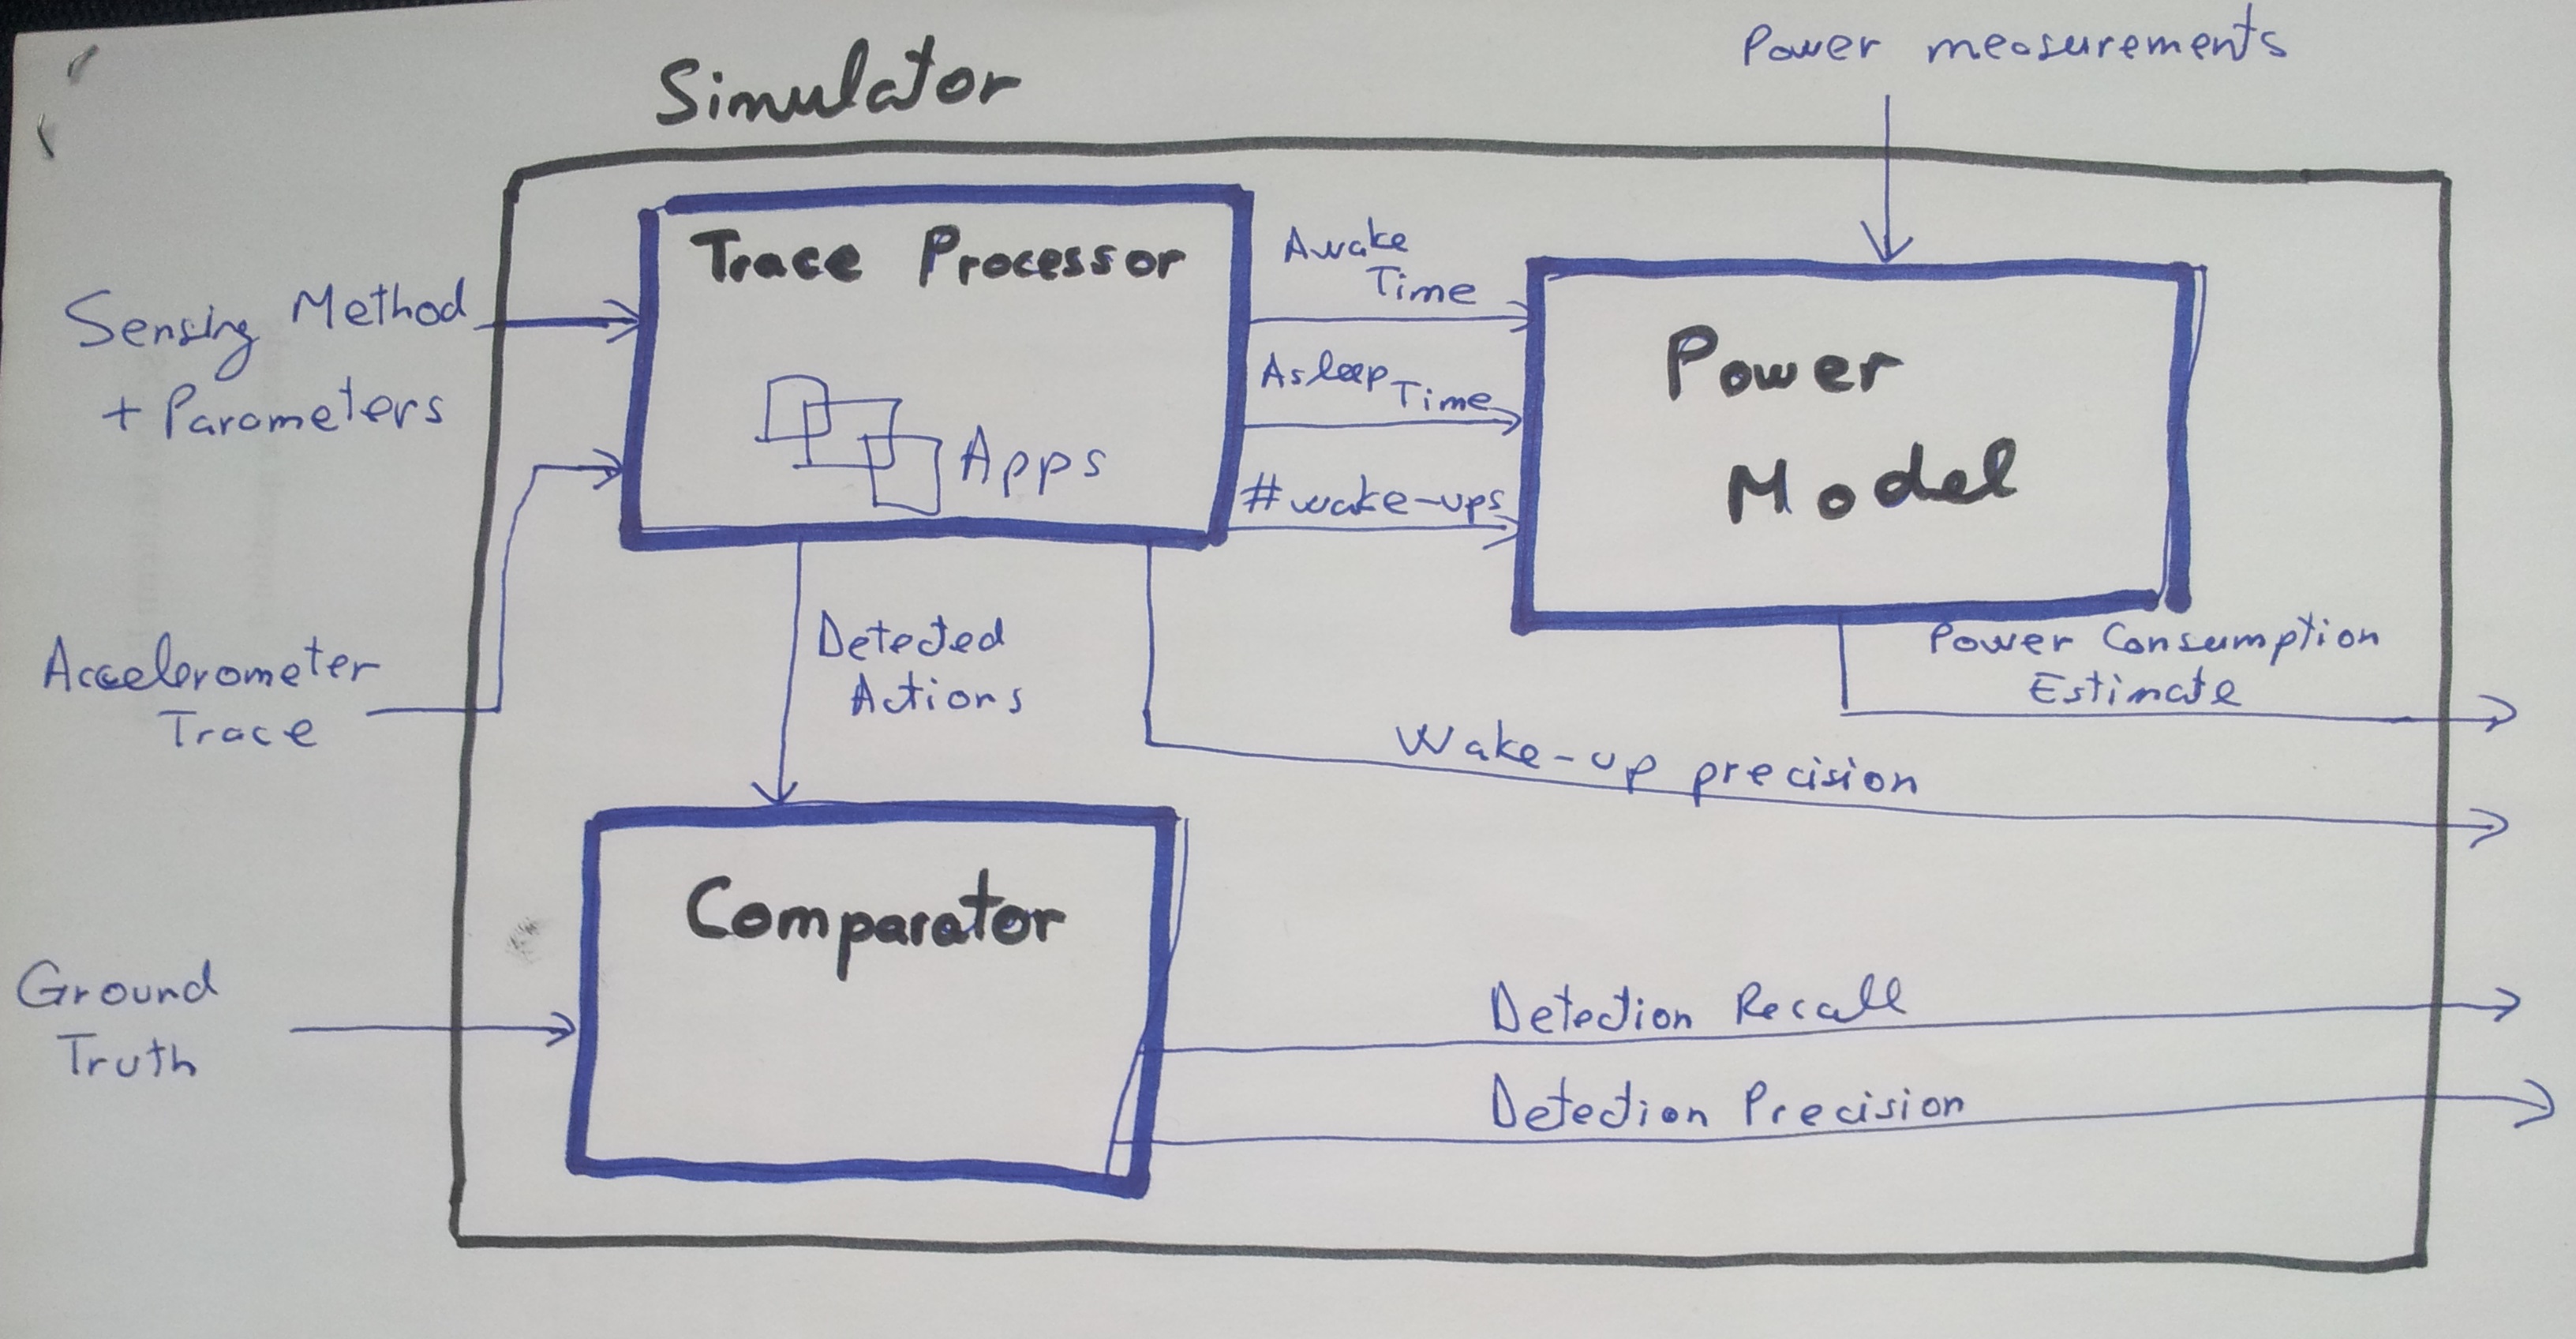 Power measurements
Simulator
Trace Processor
Apps
Sensing Method
+ Parameters
Accelerometer
Trace
Awake
Time
Asleep
Time
#wake-ups
Power
Model
Detected
Actions
Power Consumption
Estimate
Wake-up precision
Comparator
Ground
Truth
Detection Recall
Detection Precision